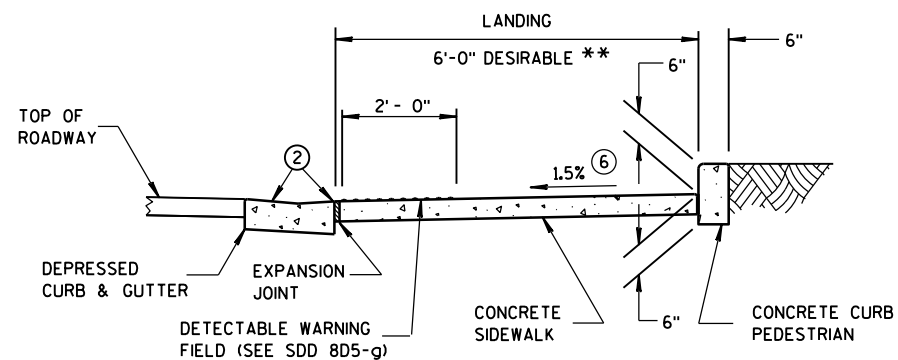 LANDING
6'-0" DESIRABLE **
6"
6"
2'- 0"
TOP OF
ROADWAY
2
1.5% 6
DEPRESSED
CURB & GUTTER
EXPANSION
JOINT
DETECTABLE WARNING
FIELD (SEE SDD 8D5-g)
CONCRETE
SIDEWALK
6"
CONCRETE CURB
PEDESTRIAN